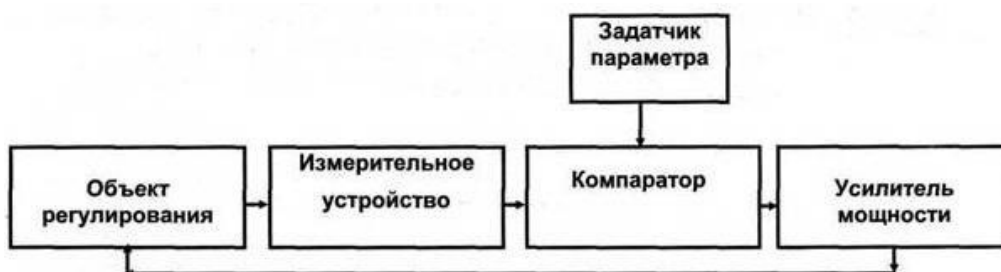 Задатчик
параметра
Объект
регулирования
Измерительное
устройство
Компаратор
Усилитель
мощности